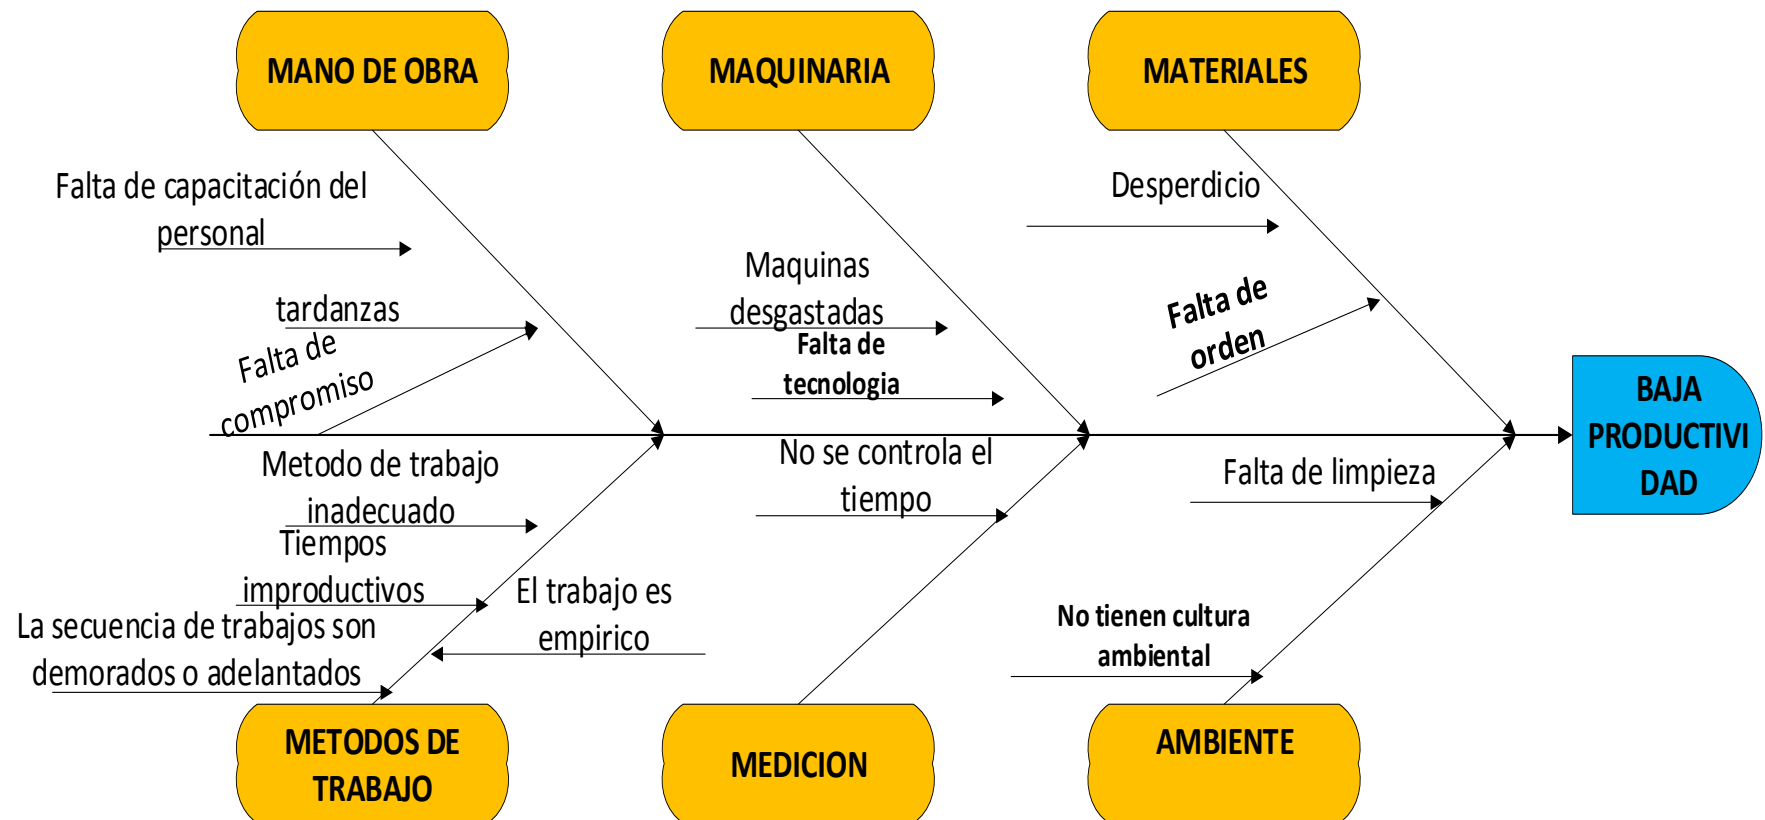 MANO DE OBRA
MAQUINARIA
MATERIALES
Falta de capacitación del
personal
tardanzas
Falta de
compromiso
Maquinas
desgastadas
Falta de
tecnologia
Desperdicio
Falta de
orden
BAJA
PRODUCTIVI
DAD
Metodo de trabajo
inadecuado
Tiempos
improductivos
La secuencia de trabajos son
demorados o adelantados
El trabajo es
empirico
No se controla el
tiempo
Falta de limpieza
No tienen cultura
ambiental
METODOS DE
TRABAJO
MEDICION
AMBIENTE